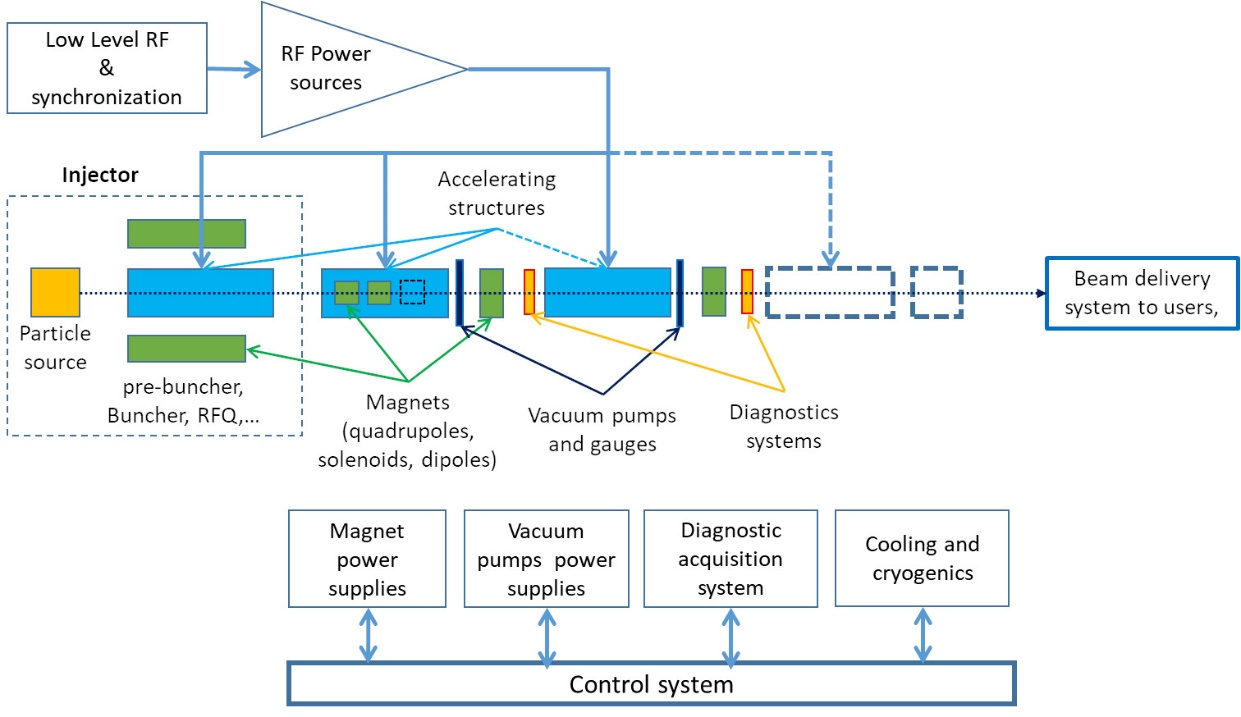 Low Level RF
&
synchronization
RF Power
sources
Injector
Accelerating
structures
Particle
source
pre-buncher,
Buncher, RFQ,...
Magnets
(quadrupoles,
solenoids, dipoles)
Vacuum pumps
and gauges
Diagnostics
systems
Beam delivery
system to users,
Magnet
power
supplies
Vacuum
pumps power
supplies
Diagnostic
acquisition
system
Cooling and
cryogenics
Control system